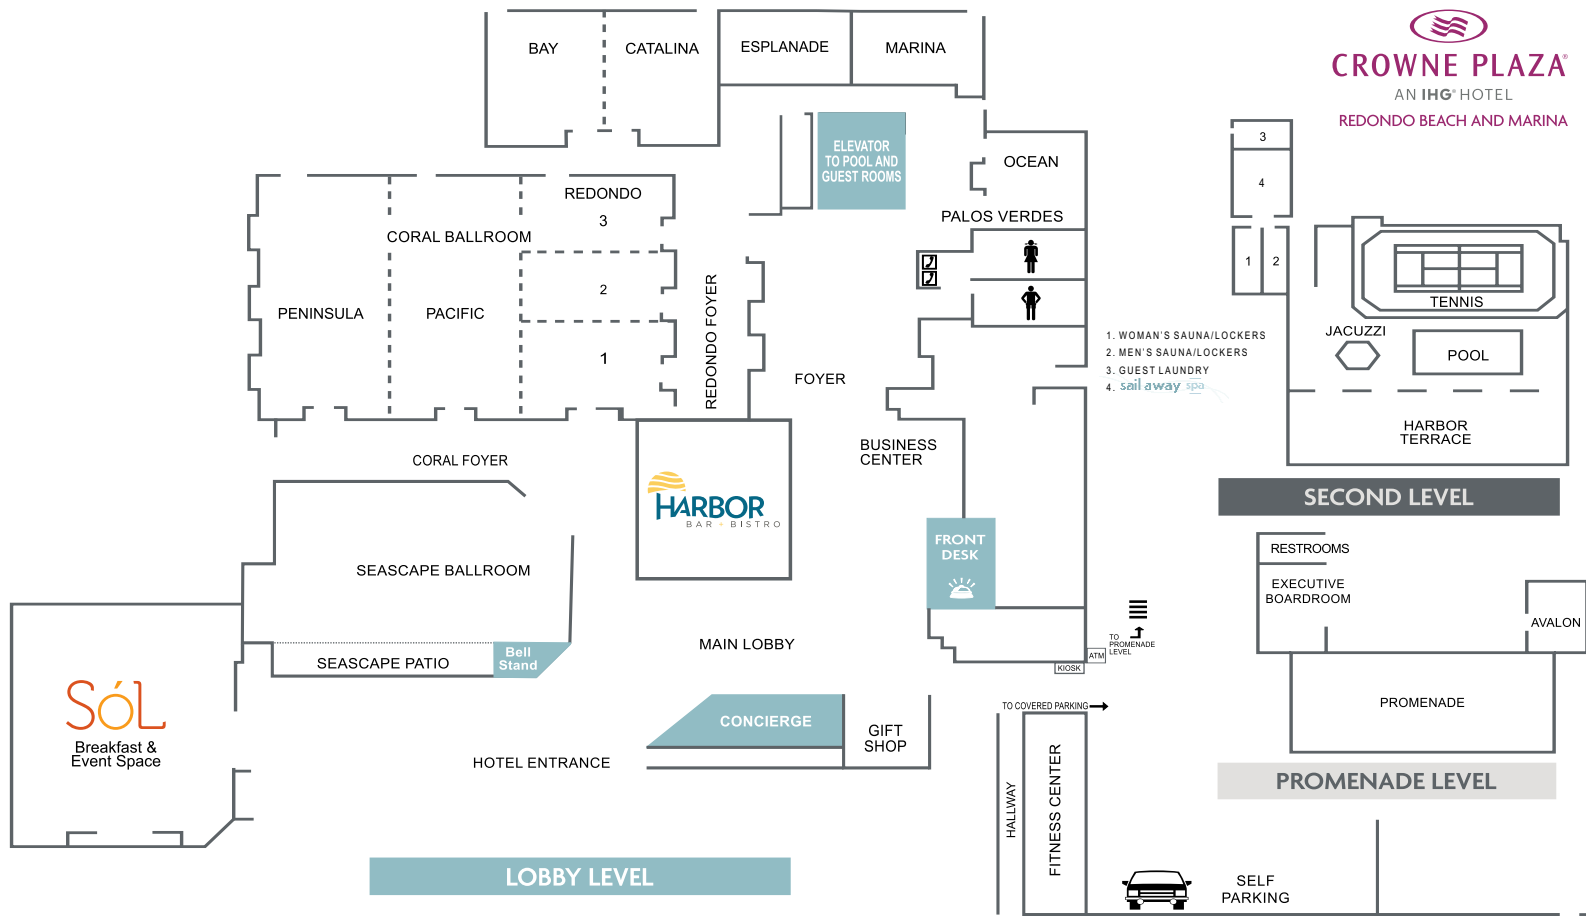 BAY
CATALINA
ESPLANADE
MARINA
CROWNE PLAZA®
AN IHG® HOTEL
REDONDO BEACH AND MARINA
ELEVATOR
TO POOL AND
GUEST ROOMS
OCEAN
PALOS VERDES
REDONDO
3
CORAL BALLROOM
2
PENINSULA
PACIFIC
1
REDONDO FOYER
FOYER
BUSINESS
CENTER
CORAL FOYER
HARBOR
BAR • BISTRO
FRONT
DESK
SEASCAPE BALLROOM
SEASCAPE PATIO
Bell
Stand
MAIN LOBBY
SóL
Breakfast &
Event Space
CONCIERGE
GIFT
SHOP
HOTEL ENTRANCE
KIOSK
ATM
TO
PROMENADE
LEVEL
TO COVERED PARKING
HALLWAY
FITNESS CENTER
SELF
PARKING
LOBBY LEVEL
3
4
1
2
1. WOMAN'S SAUNA/LOCKERS
2. MEN'S SAUNA/LOCKERS
3. GUEST LAUNDRY
4. sail away spa
TENNIS
JACUZZI
POOL
HARBOR
TERRACE
SECOND LEVEL
RESTROOMS
EXECUTIVE
BOARDROOM
AVALON
PROMENADE
PROMENADE LEVEL